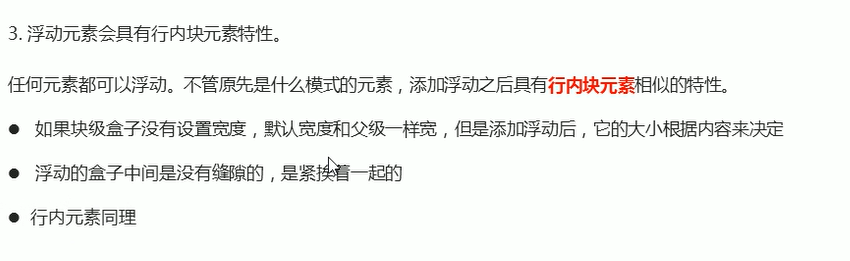 3. 浮动元素会具有行内块元素特性。
任何元素都可以浮动。不管原先是什么模式的元素，添加浮动之后具有行内块元素相似的特性。
● 如果块级盒子没有设置宽度，默认宽度和父级一样宽，但是添加浮动后，它的大小根据内容来决定
● 浮动的盒子中间是没有缝隙的，是紧挨着一起的
● 行内元素同理